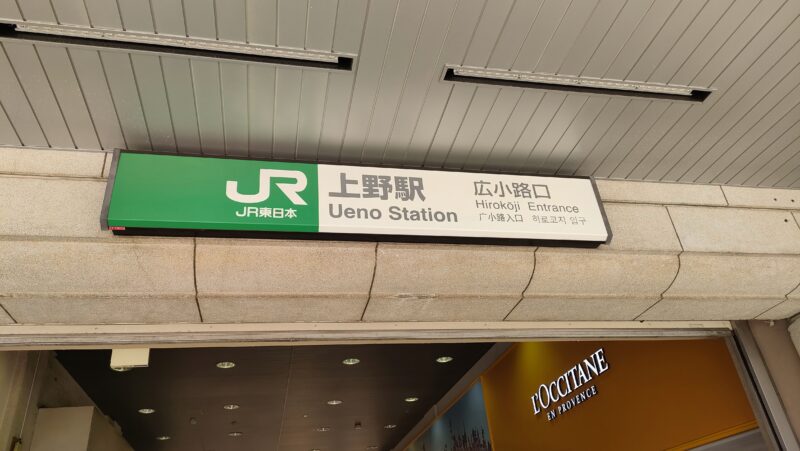 JR
JR東日本
上野駅
Ueno Station
広小路口
Hirokōji Entrance
广小路入口 히로코지 입구
L'OCCITANE
EN PROVENCE